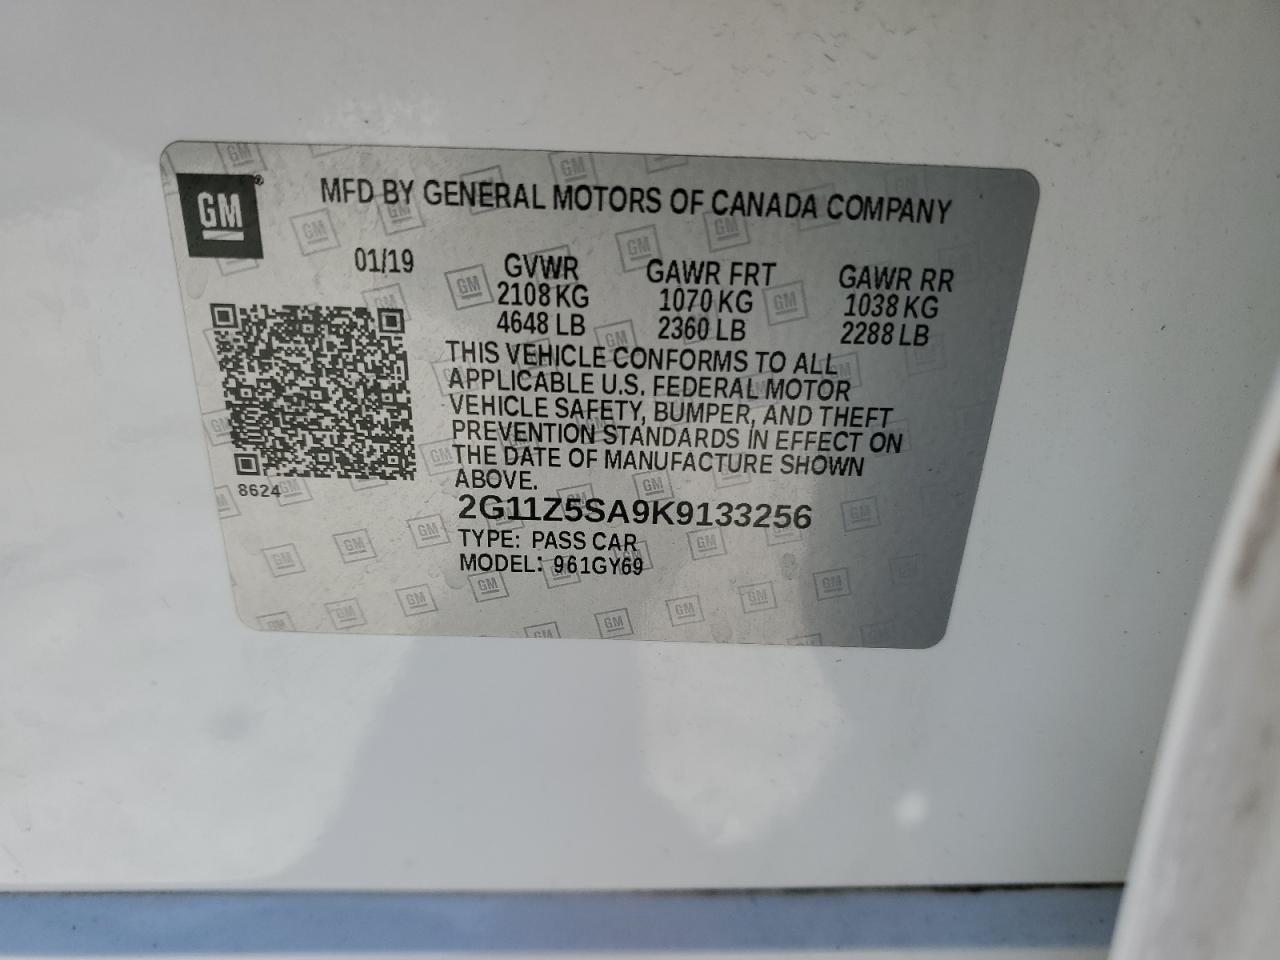 GM®
MFD BY GENERAL MOTORS OF CANADA COMPANY
01/19
GVWR
2108 KG
4648 LB
GAWR FRT
1070 KG
2360 LB
GAWR RR
1038 KG
2288 LB
THIS VEHICLE CONFORMS TO ALL
APPLICABLE U.S. FEDERAL MOTOR
VEHICLE SAFETY, BUMPER, AND THEFT
PREVENTION STANDARDS IN EFFECT ON
THE DATE OF MANUFACTURE SHOWN
ABOVE.
8624
2G11Z5SA9K9133256
TYPE: PASS CAR
MODEL: 961GY69